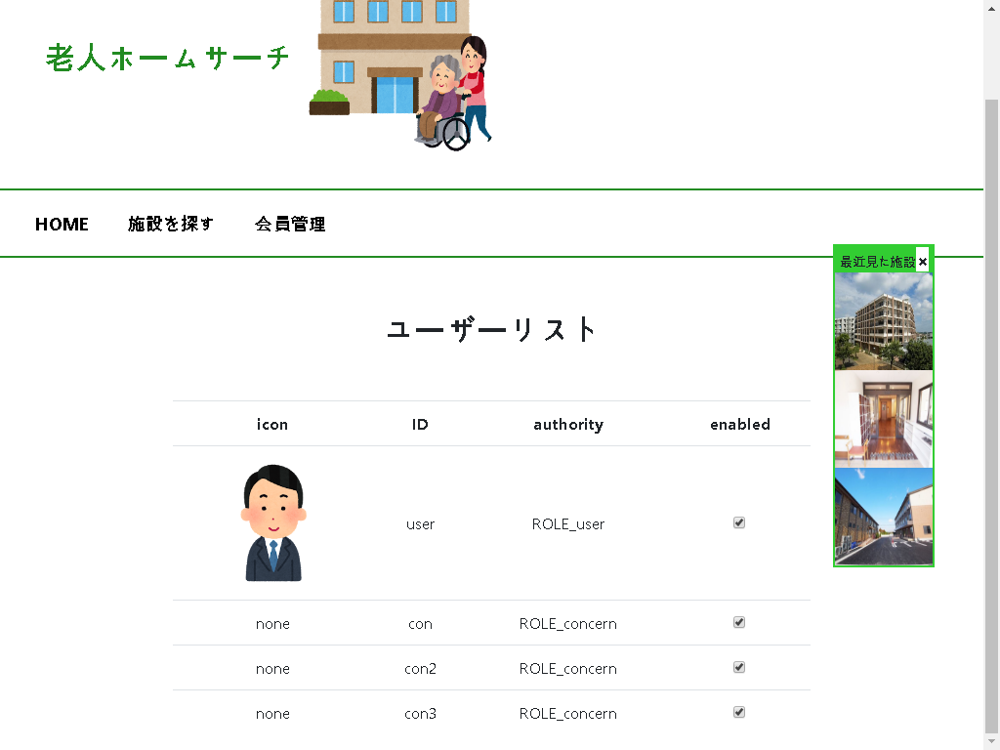 老人ホームサーチ
HOME 施設を探す 会員管理
最近見た施設 ×
ユーザーリスト
icon ID authority enabled
user ROLE_user
none con ROLE_concern
none con2 ROLE_concern
none con3 ROLE_concern